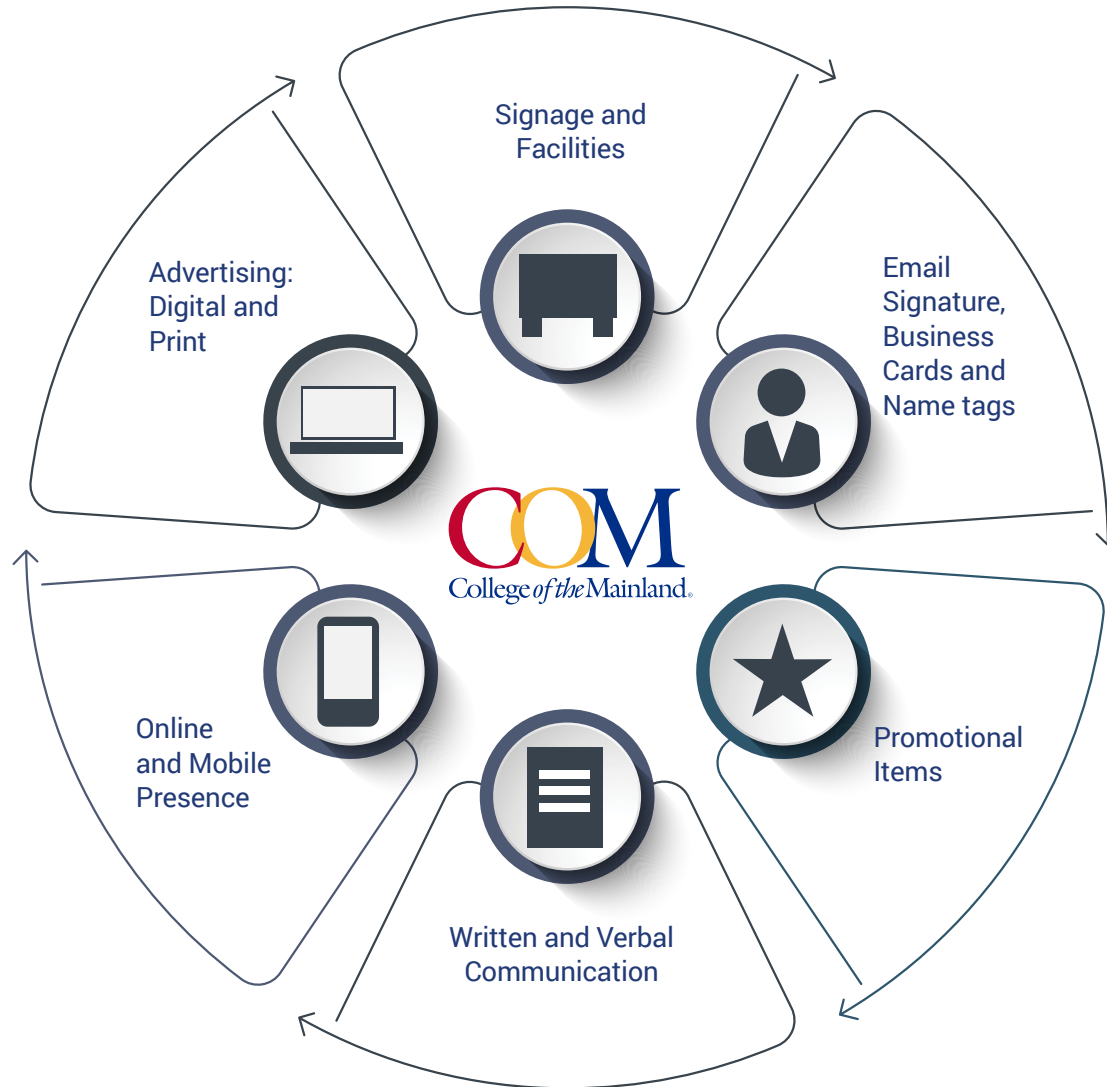 Signage and
Facilities
Email
Signature,
Business
Cards and
Name tags
Promotional
Items
Written and Verbal
Communication
Online
and Mobile
Presence
Advertising:
Digital and
Print
COM
College of the Mainland®